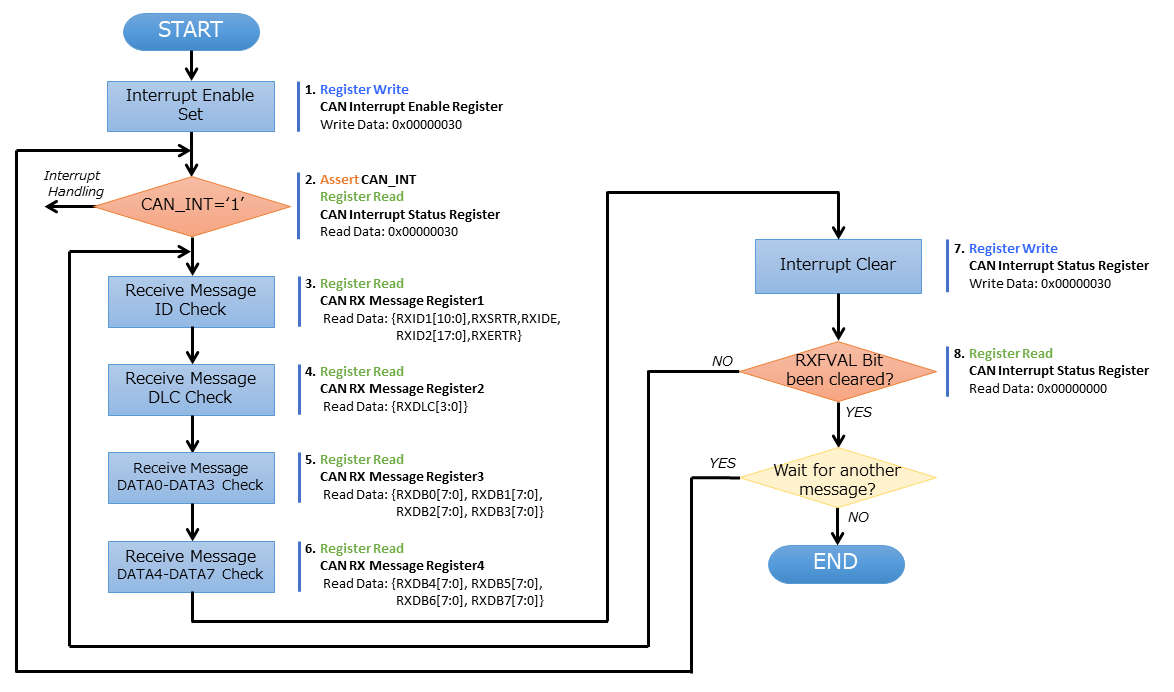 START
Interrupt Enable
Set
1. Register Write
CAN Interrupt Enable Register
Write Data: 0x00000030
Interrupt
Handling
CAN_INT=‘1’
2. Assert CAN_INT
Register Read
CAN Interrupt Status Register
Read Data: 0x00000030
Receive Message
ID Check
3. Register Read
CAN RX Message Register1
Read Data: {RXID1[10:0],RXSRTR,RXIDE,
RXID2[17:0],RXERTR}
Receive Message
DLC Check
4. Register Read
CAN RX Message Register2
Read Data: {RXDLC[3:0]}
Receive Message
DATA0-DATA3 Check
5. Register Read
CAN RX Message Register3
Read Data: {RXDB0[7:0], RXDB1[7:0],
RXDB2[7:0], RXDB3[7:0]}
Receive Message
DATA4-DATA7 Check
6. Register Read
CAN RX Message Register4
Read Data: {RXDB4[7:0], RXDB5[7:0],
RXDB6[7:0], RXDB7[7:0]}
Interrupt Clear
7. Register Write
CAN Interrupt Status Register
Write Data: 0x00000030
NO
RXFVAL Bit
been cleared?
8. Register Read
CAN Interrupt Status Register
Read Data: 0x00000000
YES
YES
Wait for another
message?
NO
END